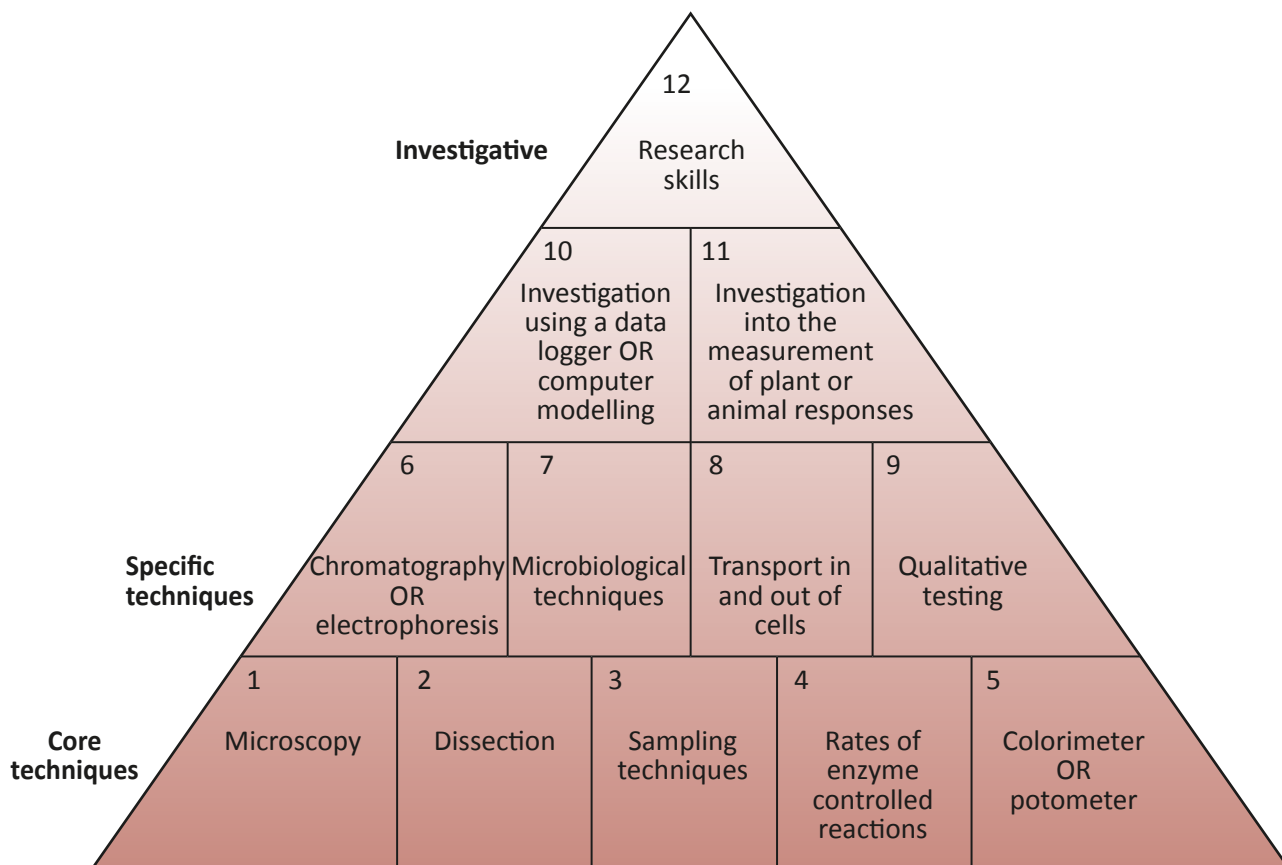 12
Investigative
Research
skills
10
Investigation
using a data
logger OR
computer
modelling
11
Investigation
into the
measurement
of plant or
animal responses
Specific
techniques
6
Chromatography
OR
electrophoresis
7
Microbiological
techniques
8
Transport in
and out of
cells
9
Qualitative
testing
Core
techniques
1
Microscopy
2
Dissection
3
Sampling
techniques
4
Rates of
enzyme
controlled
reactions
5
Colorimeter
OR
potometer